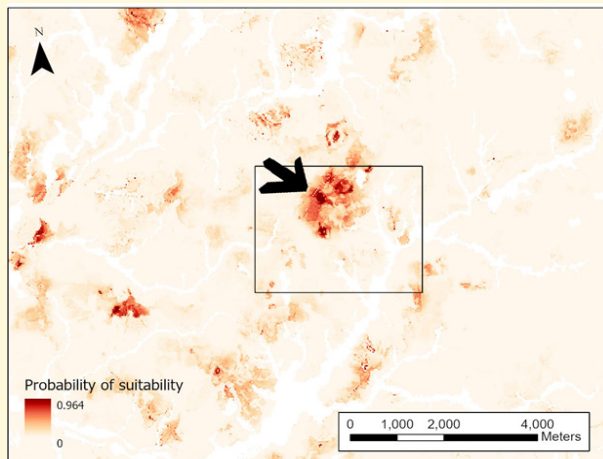 N
Probability of suitability
0.964
0
0 1,000 2,000 4,000
Meters